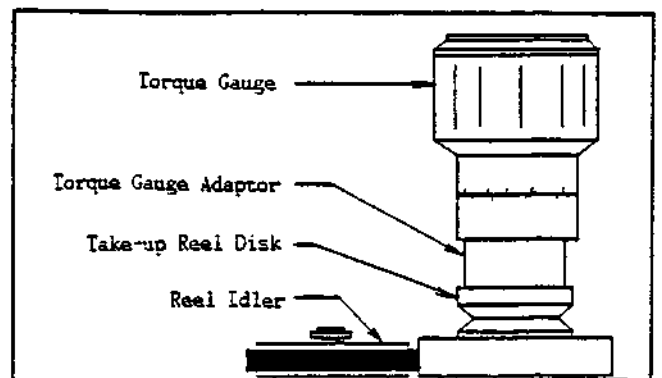 Torque Gauge
Torque Gauge Adaptor
Take-up Reel Disk
Reel Idler